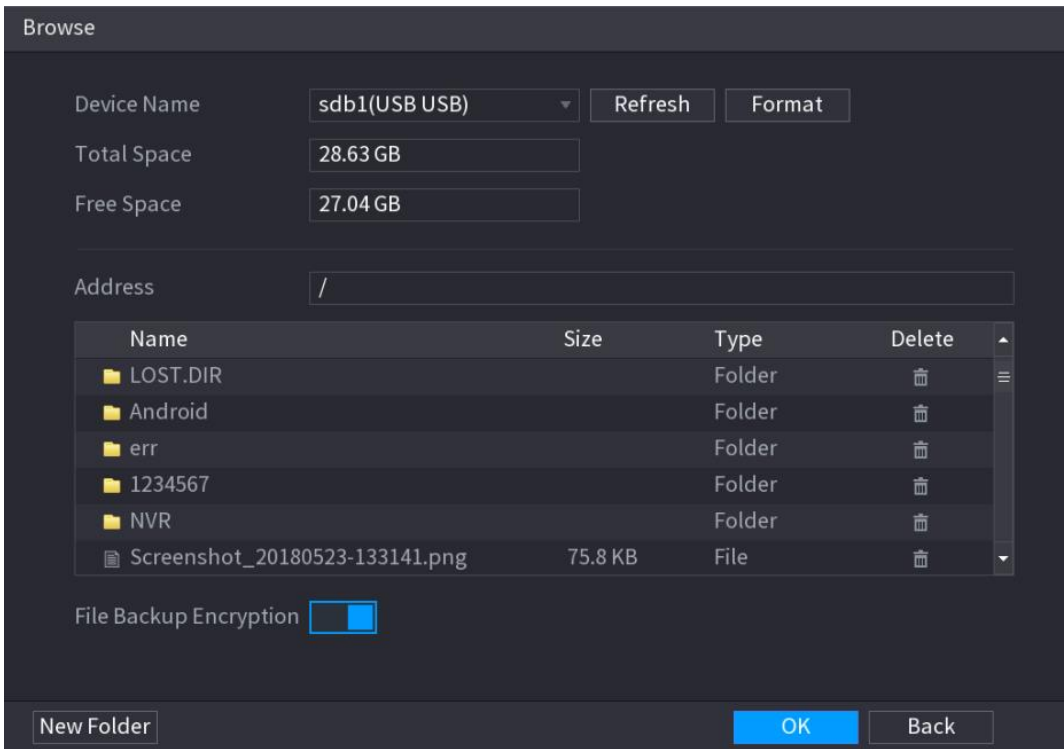 Browse
Device Name sdb1(USB USB) Refresh Format
Total Space 28.63 GB
Free Space 27.04 GB
Address /
Name Size Type Delete
LOST.DIR Folder
Android Folder
err Folder
1234567 Folder
NVR Folder
Screenshot_20180523-133141.png 75.8 KB File
File Backup Encryption
New Folder OK Back